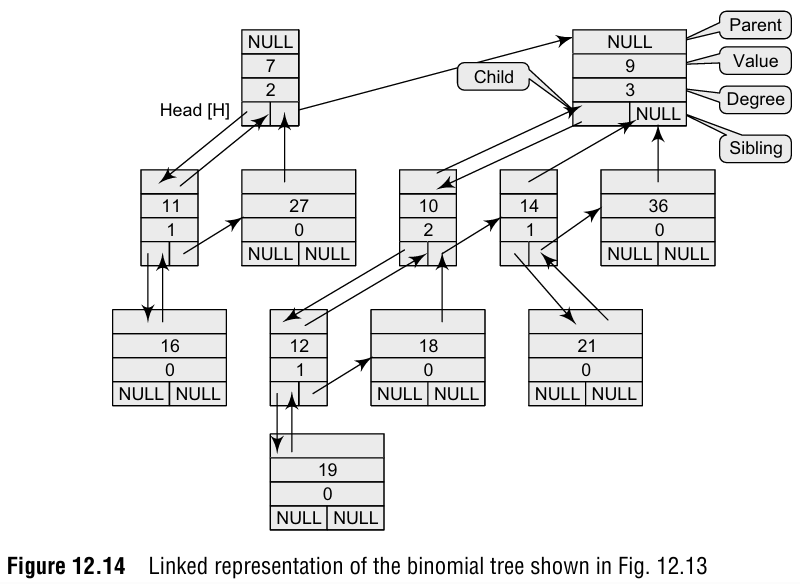 NULL
7
2
Head [H]
NULL
9
3
NULL
Parent
Value
Degree
Sibling
Child
11
1
27
0
NULL NULL
10
2
14
1
36
0
NULL NULL
16
0
NULL NULL
12
1
18
0
NULL NULL
21
0
NULL NULL
19
0
NULL NULL
Figure 12.14 Linked representation of the binomial tree shown in Fig. 12.13